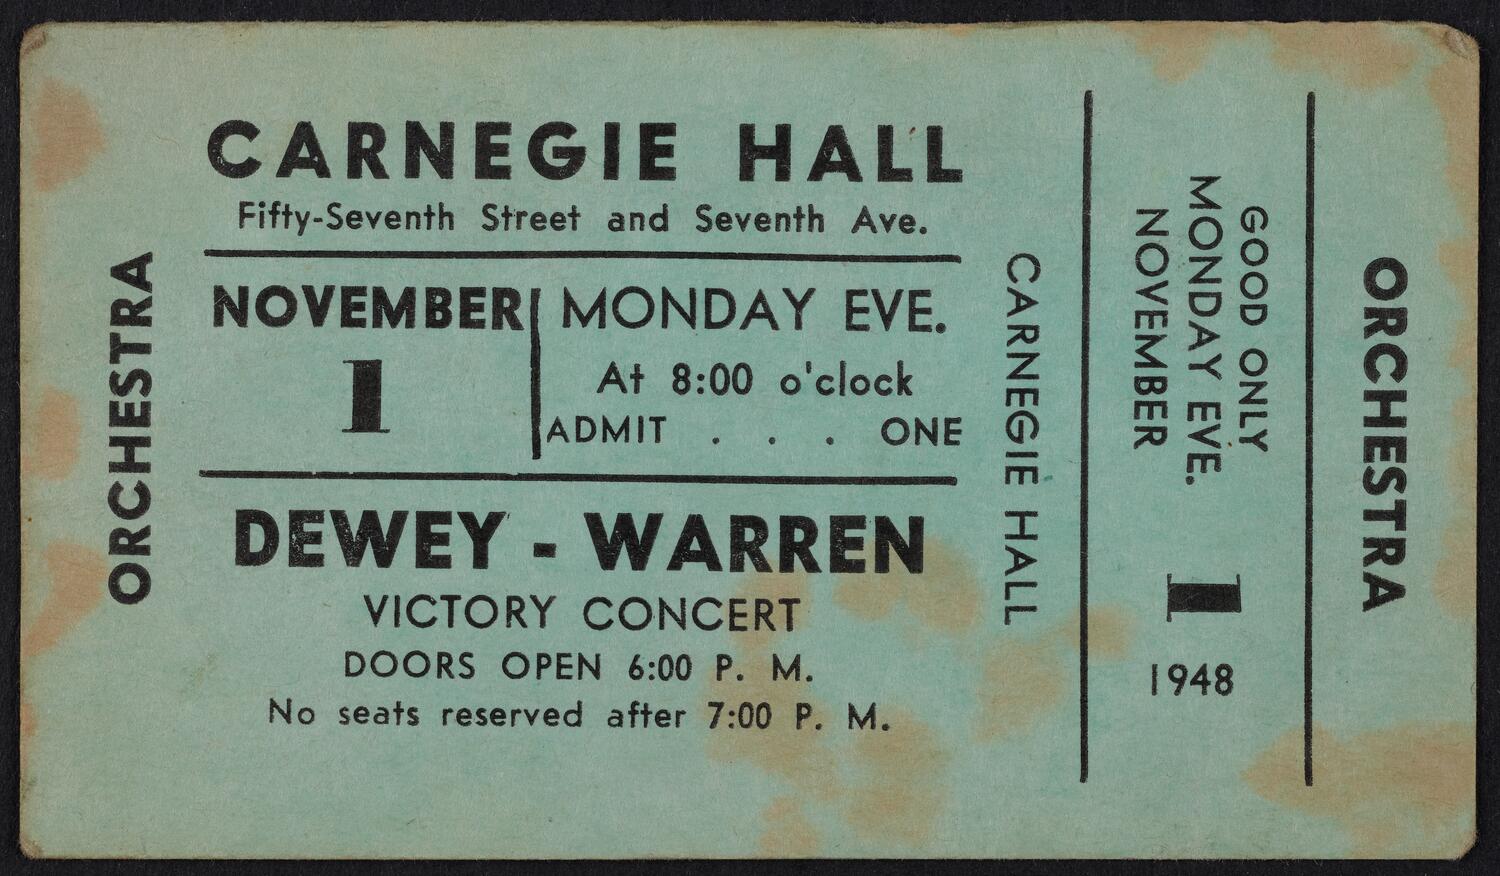 ORCHESTRA
CARNEGIE HALL
Fifty-Seventh Street and Seventh Ave.
NOVEMBER
1
MONDAY EVE.
At 8:00 o'clock
ADMIT . . . ONE
DEWEY - WARREN
VICTORY CONCERT
DOORS OPEN 6:00 P. M.
No seats reserved after 7:00 P. M.
CARNEGIE HALL
GOOD ONLY
MONDAY EVE.
NOVEMBER
1
1948
ORCHESTRA